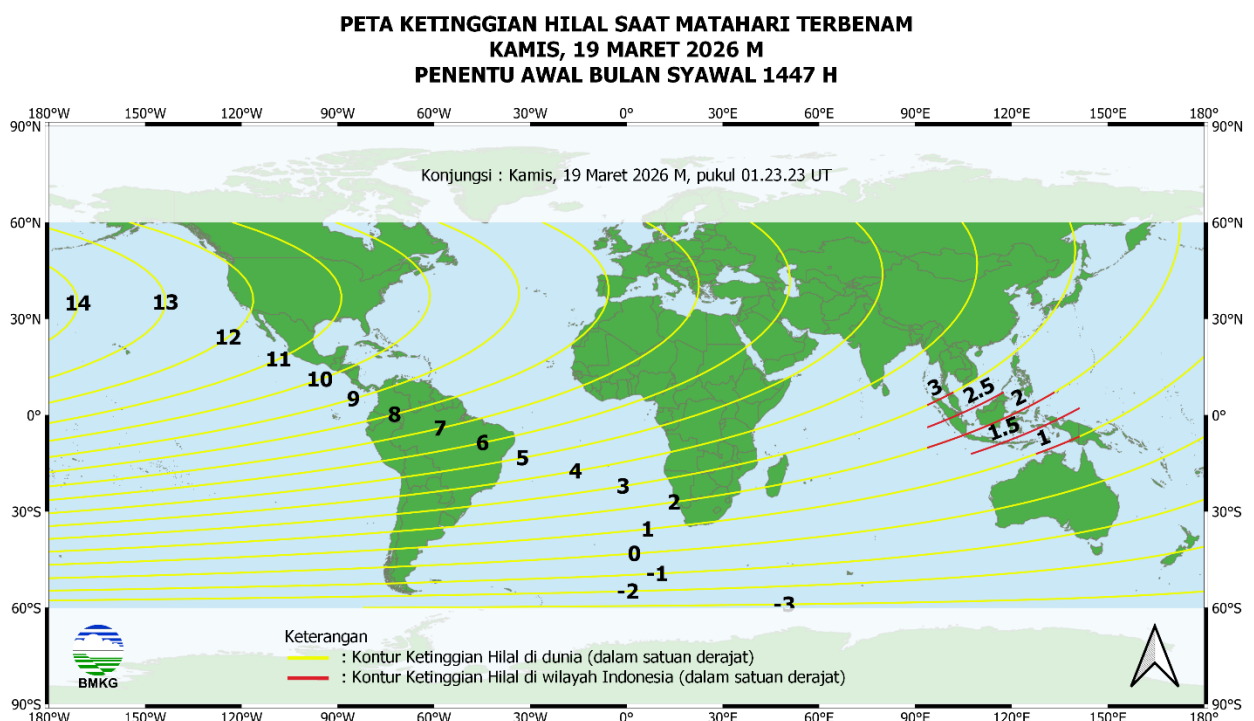 PETA KETINGGIAN HILAL SAAT MATAHARI TERBENAM
KAMIS, 19 MARET 2026 M
PENENTU AWAL BULAN SYAWAL 1447 H
180°W 150°W 120°W 90°W 60°W 30°W 0° 30°E 60°E 90°E 120°E 150°E 180°
90°N 90°N
Konjungsi : Kamis, 19 Maret 2026 M, pukul 01.23.23 UT
60°N 60°N
30°N 14 13 30°N
12
11
10
9 3 2.5 2
0° 8 0°
7 1.5 1
6
5
4
3
30°S 2 30°S
1
0
-1
-2
60°S -3 60°S
Keterangan
: Kontur Ketinggian Hilal di dunia (dalam satuan derajat)
: Kontur Ketinggian Hilal di wilayah Indonesia (dalam satuan derajat)
BMKG
90°S 90°S
180°W 150°W 120°W 90°W 60°W 30°W 0° 30°E 60°E 90°E 120°E 150°E 180°